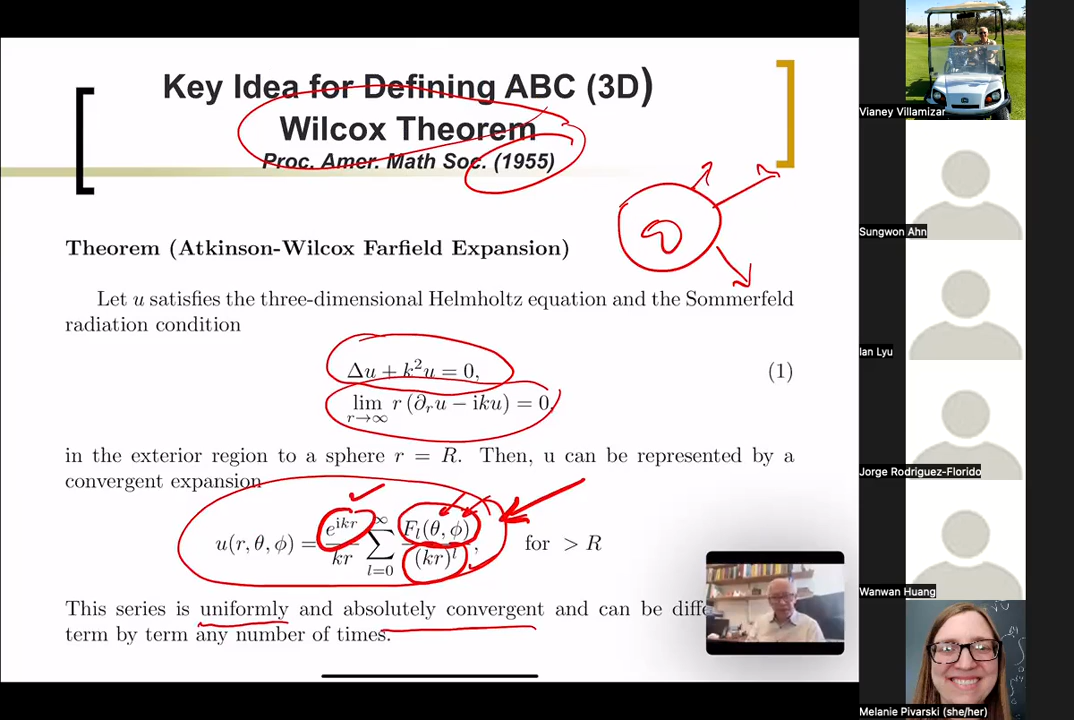 Key Idea for Defining ABC (3D)
Wilcox Theorem
Proc. Amer. Math Soc. (1955)
Theorem (Atkinson-Wilcox Farfield Expansion)
Let u satisfies the three-dimensional Helmholtz equation and the Sommerfeld
radiation condition
Δu + k²u = 0, (1)
lim r→∞ r (∂ᵣu − iku) = 0,
in the exterior region to a sphere r = R. Then, u can be represented by a
convergent expansion
u(r, θ, ϕ) = e^{ikr}/kr ∑_{l=0}^{∞} F_l(θ, ϕ)/(kr)^l, for > R
This series is uniformly and absolutely convergent and can be diffe
term by term any number of times.
Vianey Villamizar
Sungwon Ahn
Ian Lyu
Jorge Rodriguez-Florido
Wanwan Huang
Melanie Pivarski (she/her)